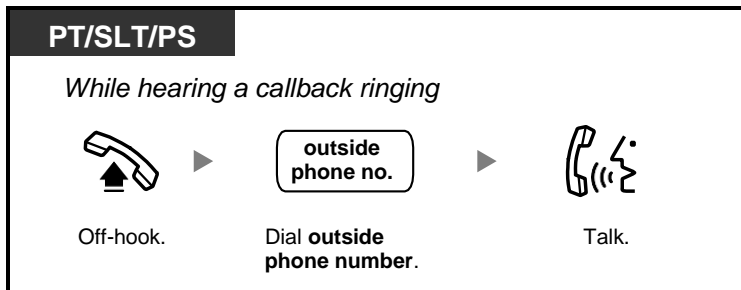 PT/SLT/PS
While hearing a callback ringing
outside
phone no.
Off-hook.
Dial outside
phone number.
Talk.